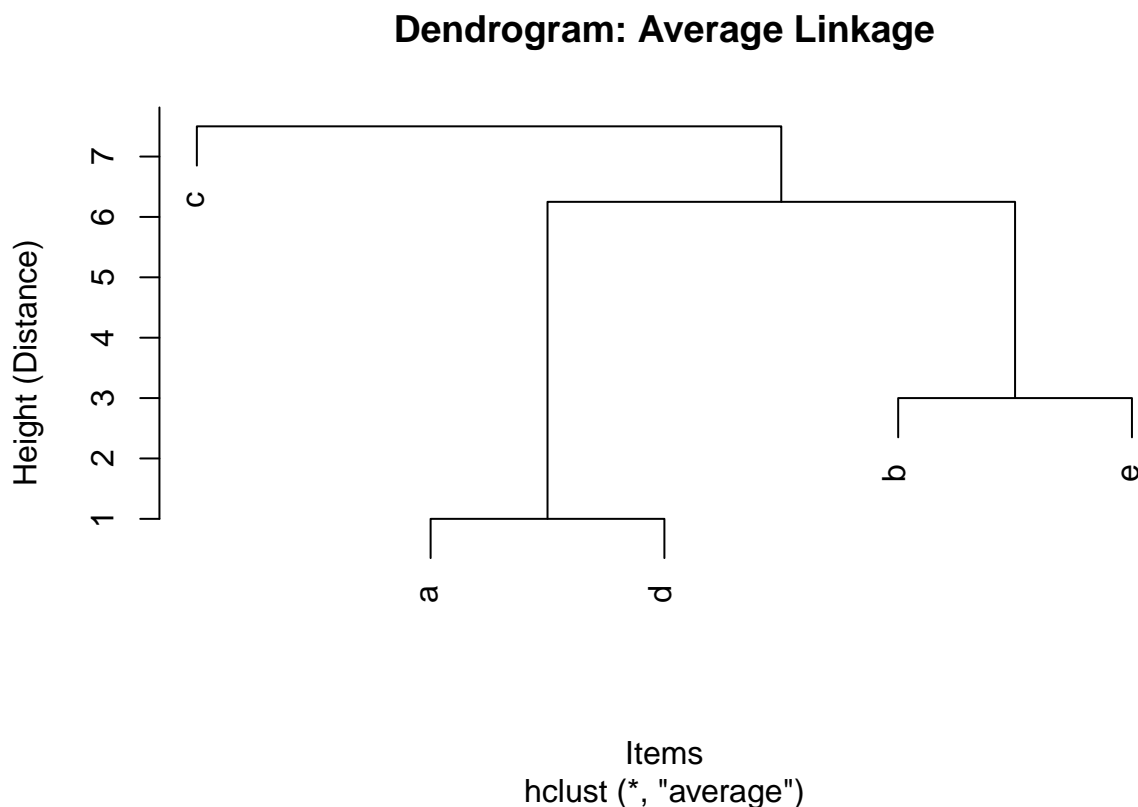 Dendrogram: Average Linkage
Height (Distance)
7
6
5
4
3
2
1
c
a
d
b
e
Items
hclust (*, "average")